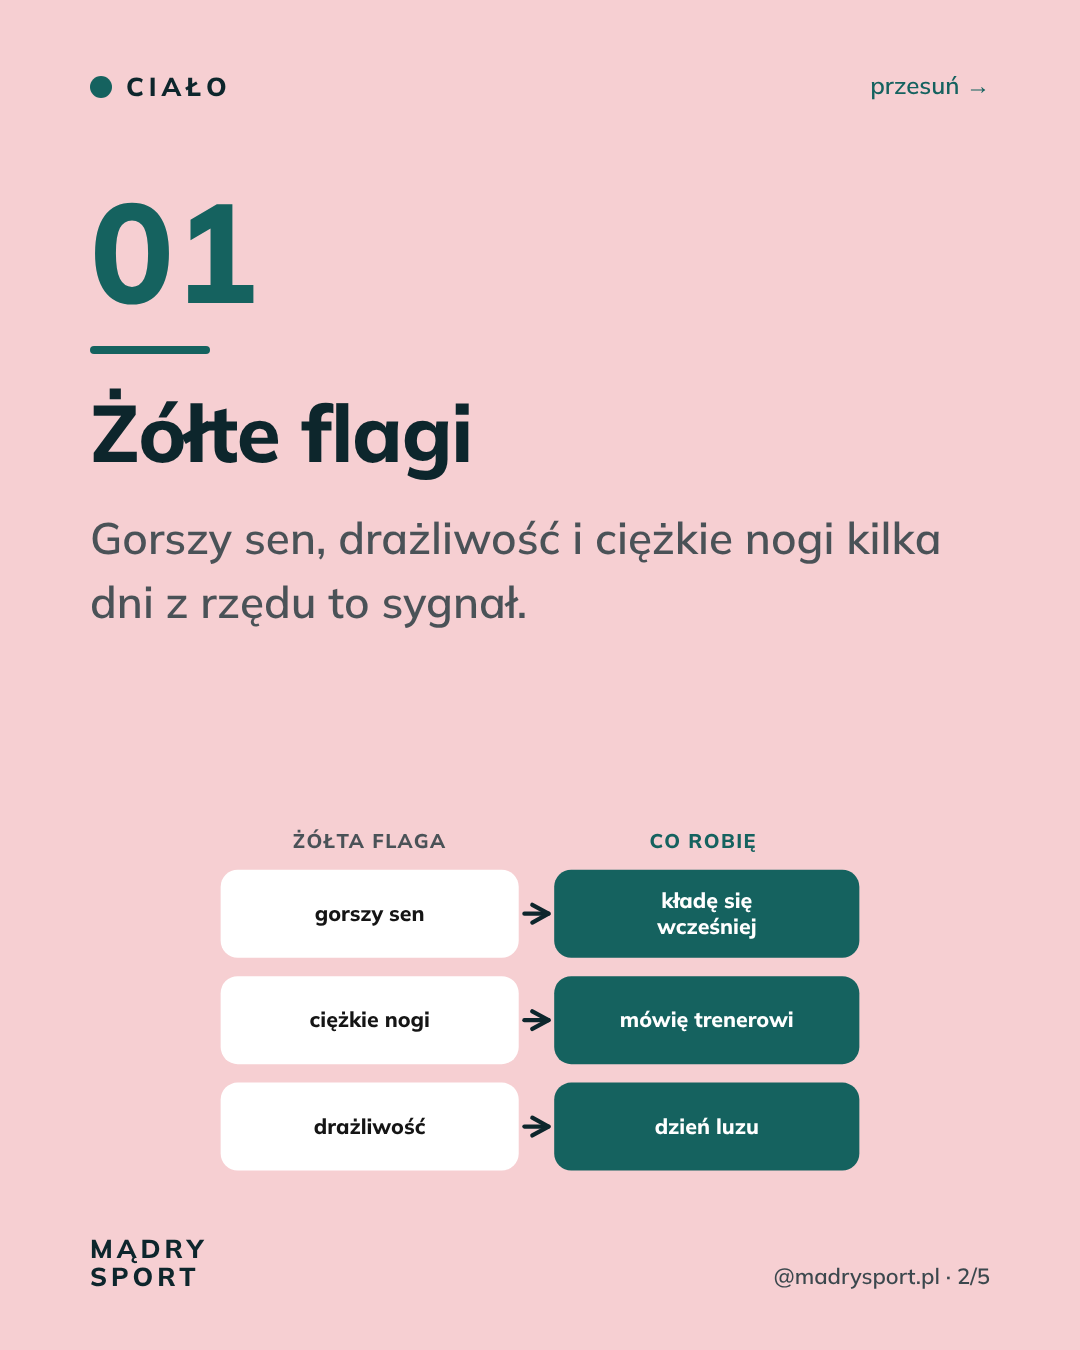 CIAŁO
przesuń →
01
Żółte flagi
Gorszy sen, drażliwość i ciężkie nogi kilka
dni z rzędu to sygnał.
ŻÓŁTA FLAGA
CO ROBIĘ
gorszy sen
kładę się
wcześniej
ciężkie nogi
mówię trenerowi
drażliwość
dzień luzu
MĄDRY
SPORT
@madrysport.pl · 2/5